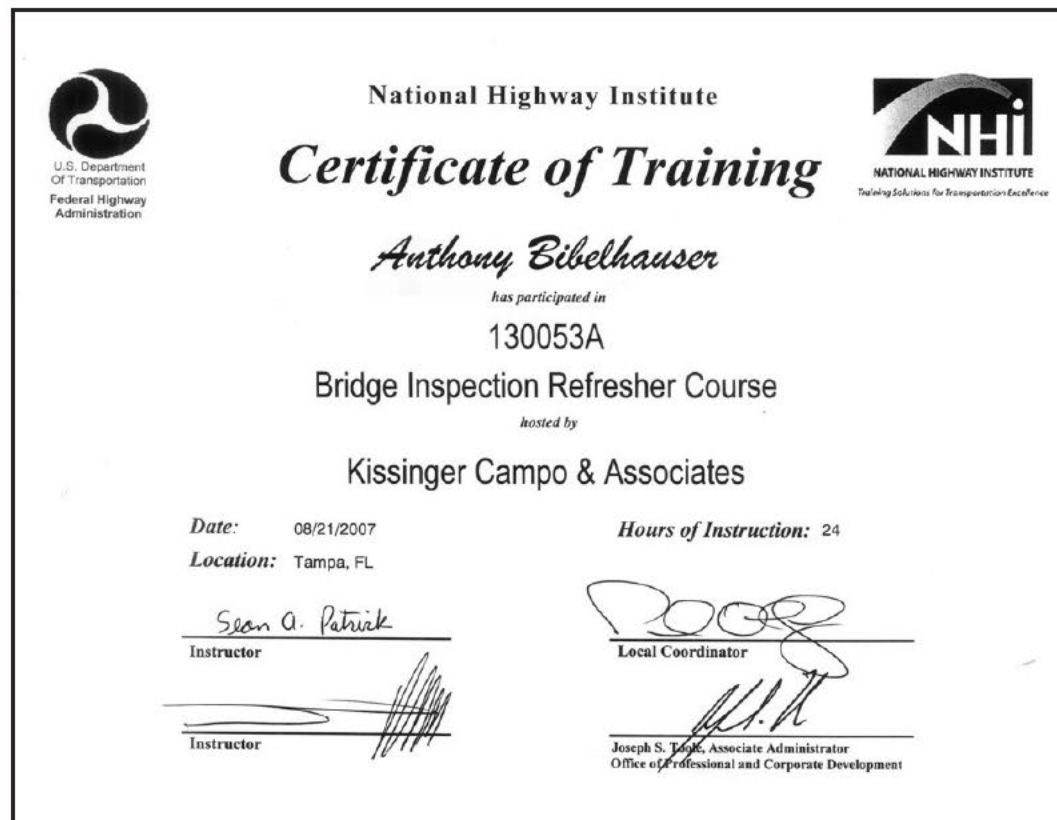 National Highway Institute
Certificate of Training
U.S. Department
Of Transportation
Federal Highway
Administration
NHi
NATIONAL HIGHWAY INSTITUTE
Training Solutions for Transportation Excellence
Anthony Bibelhauser
has participated in
130053A
Bridge Inspection Refresher Course
hosted by
Kissinger Campo & Associates
Date: 08/21/2007
Hours of Instruction: 24
Location: Tampa, FL
Sean A. Patrick
Instructor
Local Coordinator
Instructor
Joseph S. Toole, Associate Administrator
Office of Professional and Corporate Development